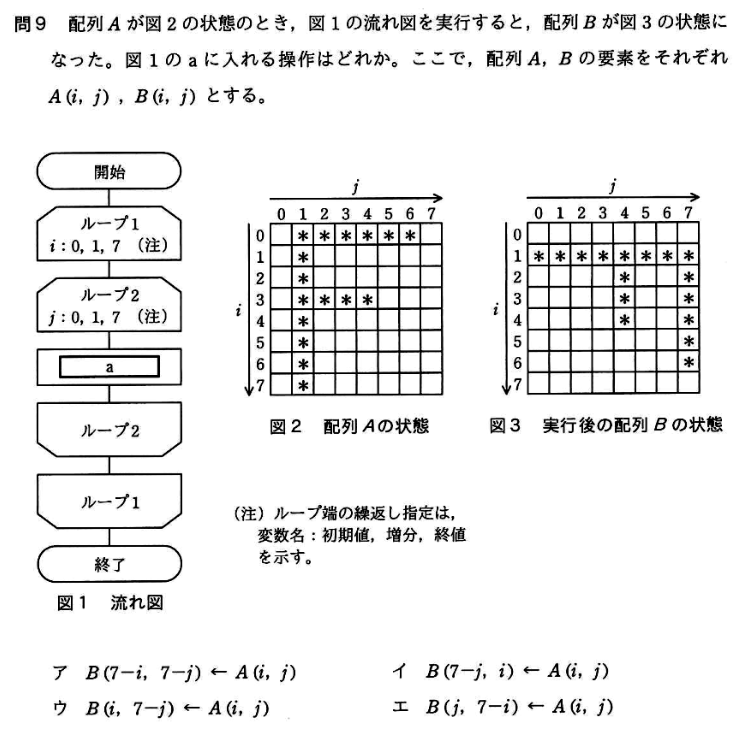 問9 配列Aが図2の状態のとき，図1の流れ図を実行すると，配列Bが図3の状態に
なった。図1のaに入れる操作はどれか。ここで，配列A，Bの要素をそれぞれ
A(i, j)，B(i, j)とする。
開始
ループ1
i：0, 1, 7 （注）
ループ2
j：0, 1, 7 （注）
a
ループ2
ループ1
終了
図1 流れ図
j
0 1 2 3 4 5 6 7
i
0 * * * * * *
1 *
2 *
3 * * * *
4 *
5 *
6 *
7 *
図2 配列Aの状態
j
0 1 2 3 4 5 6 7
i
0
1 * * * * * * * *
2 * *
3 * *
4 * *
5 *
6 *
7
図3 実行後の配列Bの状態
（注）ループ端の繰返し指定は，
変数名：初期値，増分，終値
を示す。
ア B(7−i, 7−j) ← A(i, j)
イ B(7−j, i) ← A(i, j)
ウ B(i, 7−j) ← A(i, j)
エ B(j, 7−i) ← A(i, j)